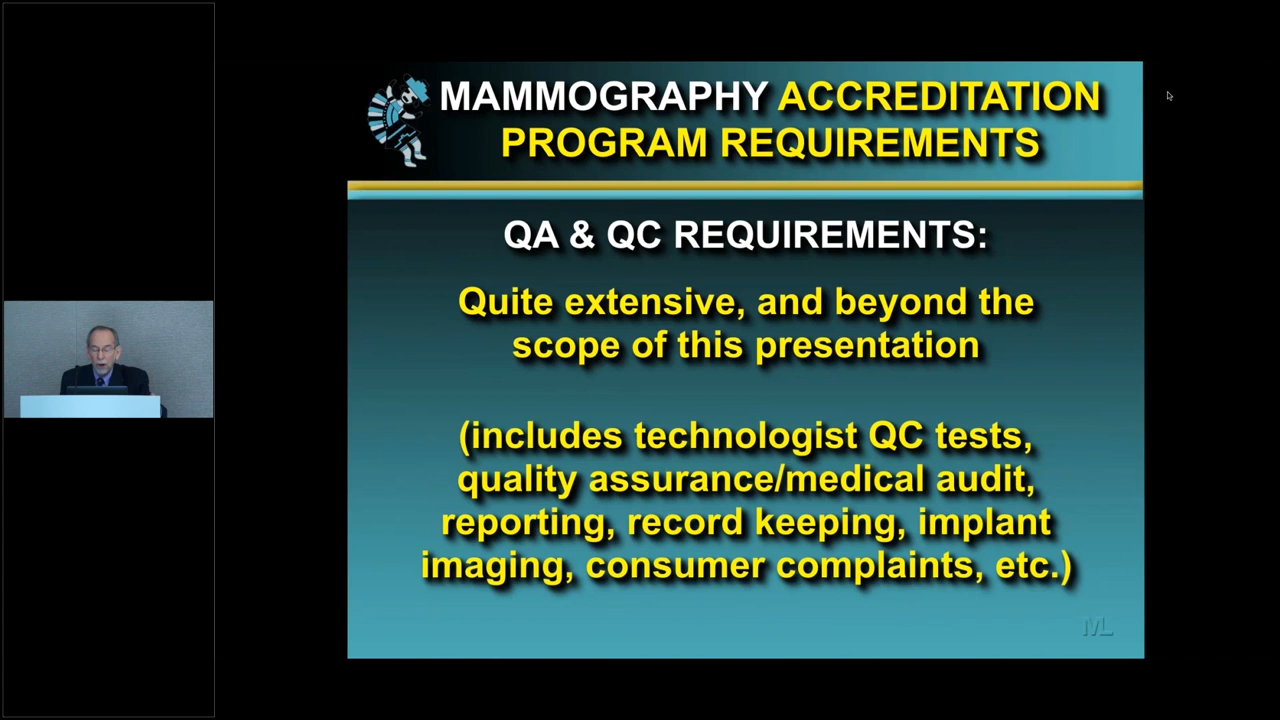 MAMMOGRAPHY ACCREDITATION
PROGRAM REQUIREMENTS
QA & QC REQUIREMENTS:
Quite extensive, and beyond the
scope of this presentation
(includes technologist QC tests,
quality assurance/medical audit,
reporting, record keeping, implant
imaging, consumer complaints, etc.)